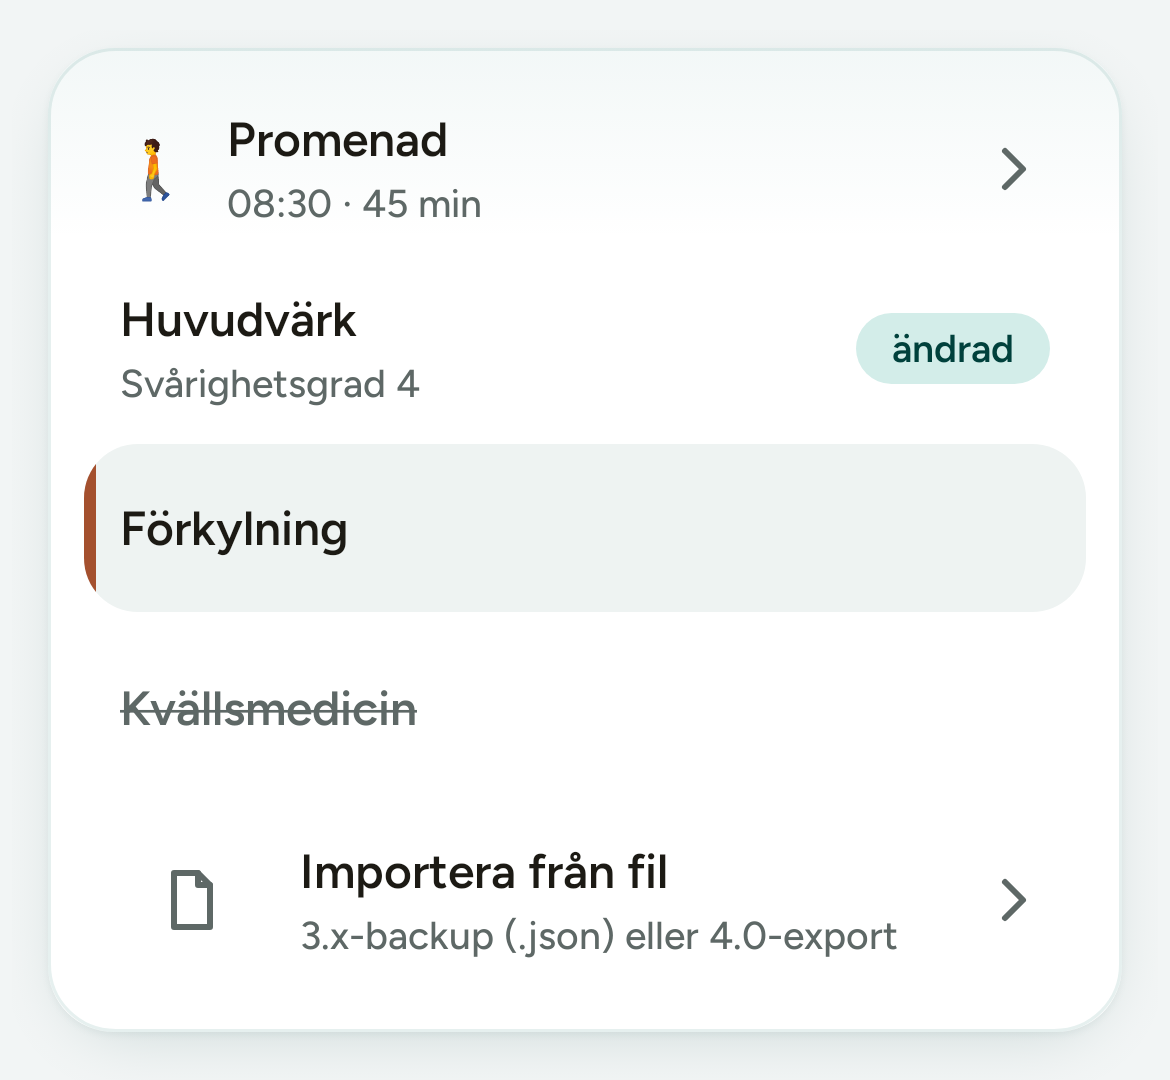 Promenad
08:30 · 45 min
Huvudvärk
ändrad
Svårighetsgrad 4
Förkylning
Kvällsmedicin
Importera från fil
3.x-backup (.json) eller 4.0-export